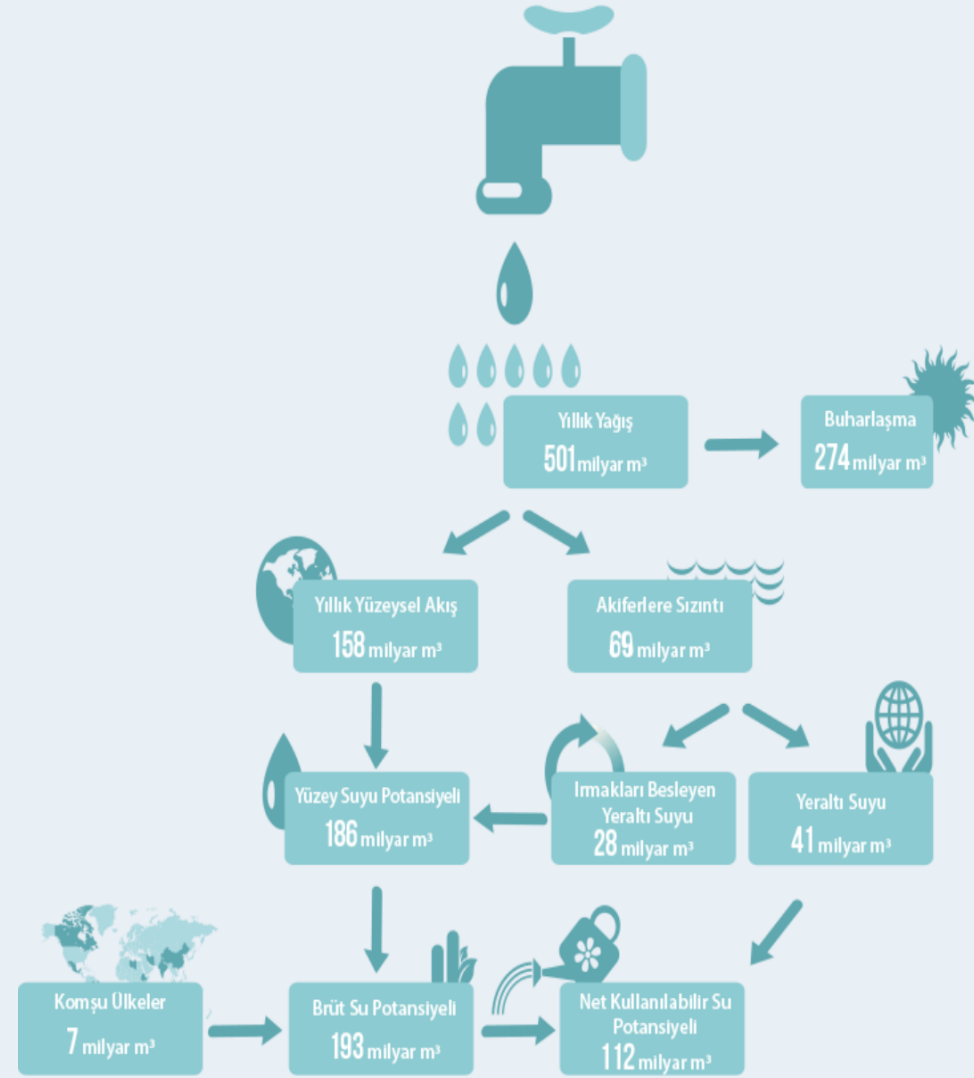 Yıllık Yağış
501 milyar m³
Buharlaşma
274 milyar m³
Yıllık Yüzeysel Akış
158 milyar m³
Akiferlere Sızıntı
69 milyar m³
Yüzey Suyu Potansiyeli
186 milyar m³
Irmakları Besleyen
Yeraltı Suyu
28 milyar m³
Yeraltı Suyu
41 milyar m³
Komşu Ülkeler
7 milyar m³
Brüt Su Potansiyeli
193 milyar m³
Net Kullanılabilir Su
Potansiyeli
112 milyar m³